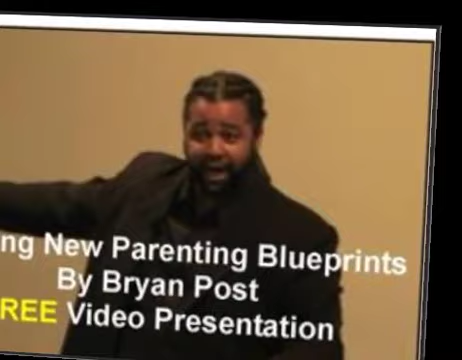 ng New Parenting Blueprints
By Bryan Post
REE Video Presentation